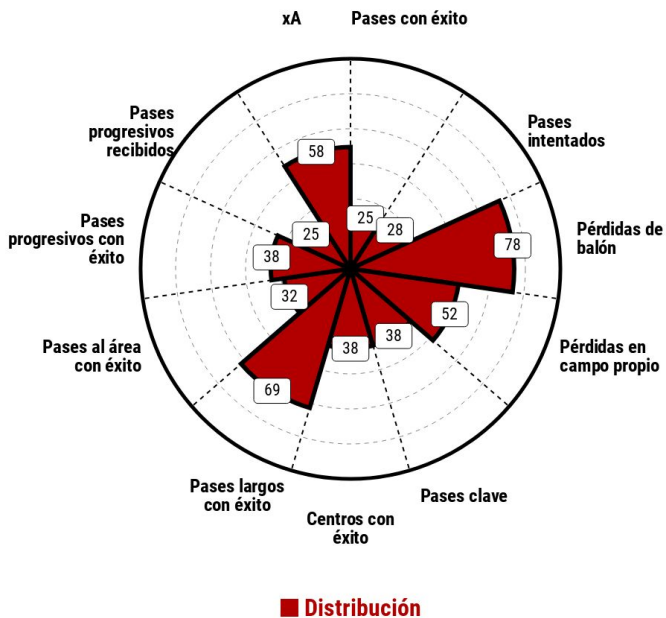 xA
Pases con éxito
Pases
progresivos
recibidos
Pases
intentados
58
25
28
25
Pases
progresivos con
éxito
Pérdidas de
balón
78
38
32
52
38
38
Pases al área
con éxito
Pérdidas en
campo propio
69
Pases largos
con éxito
Centros con
éxito
Pases clave
Distribución